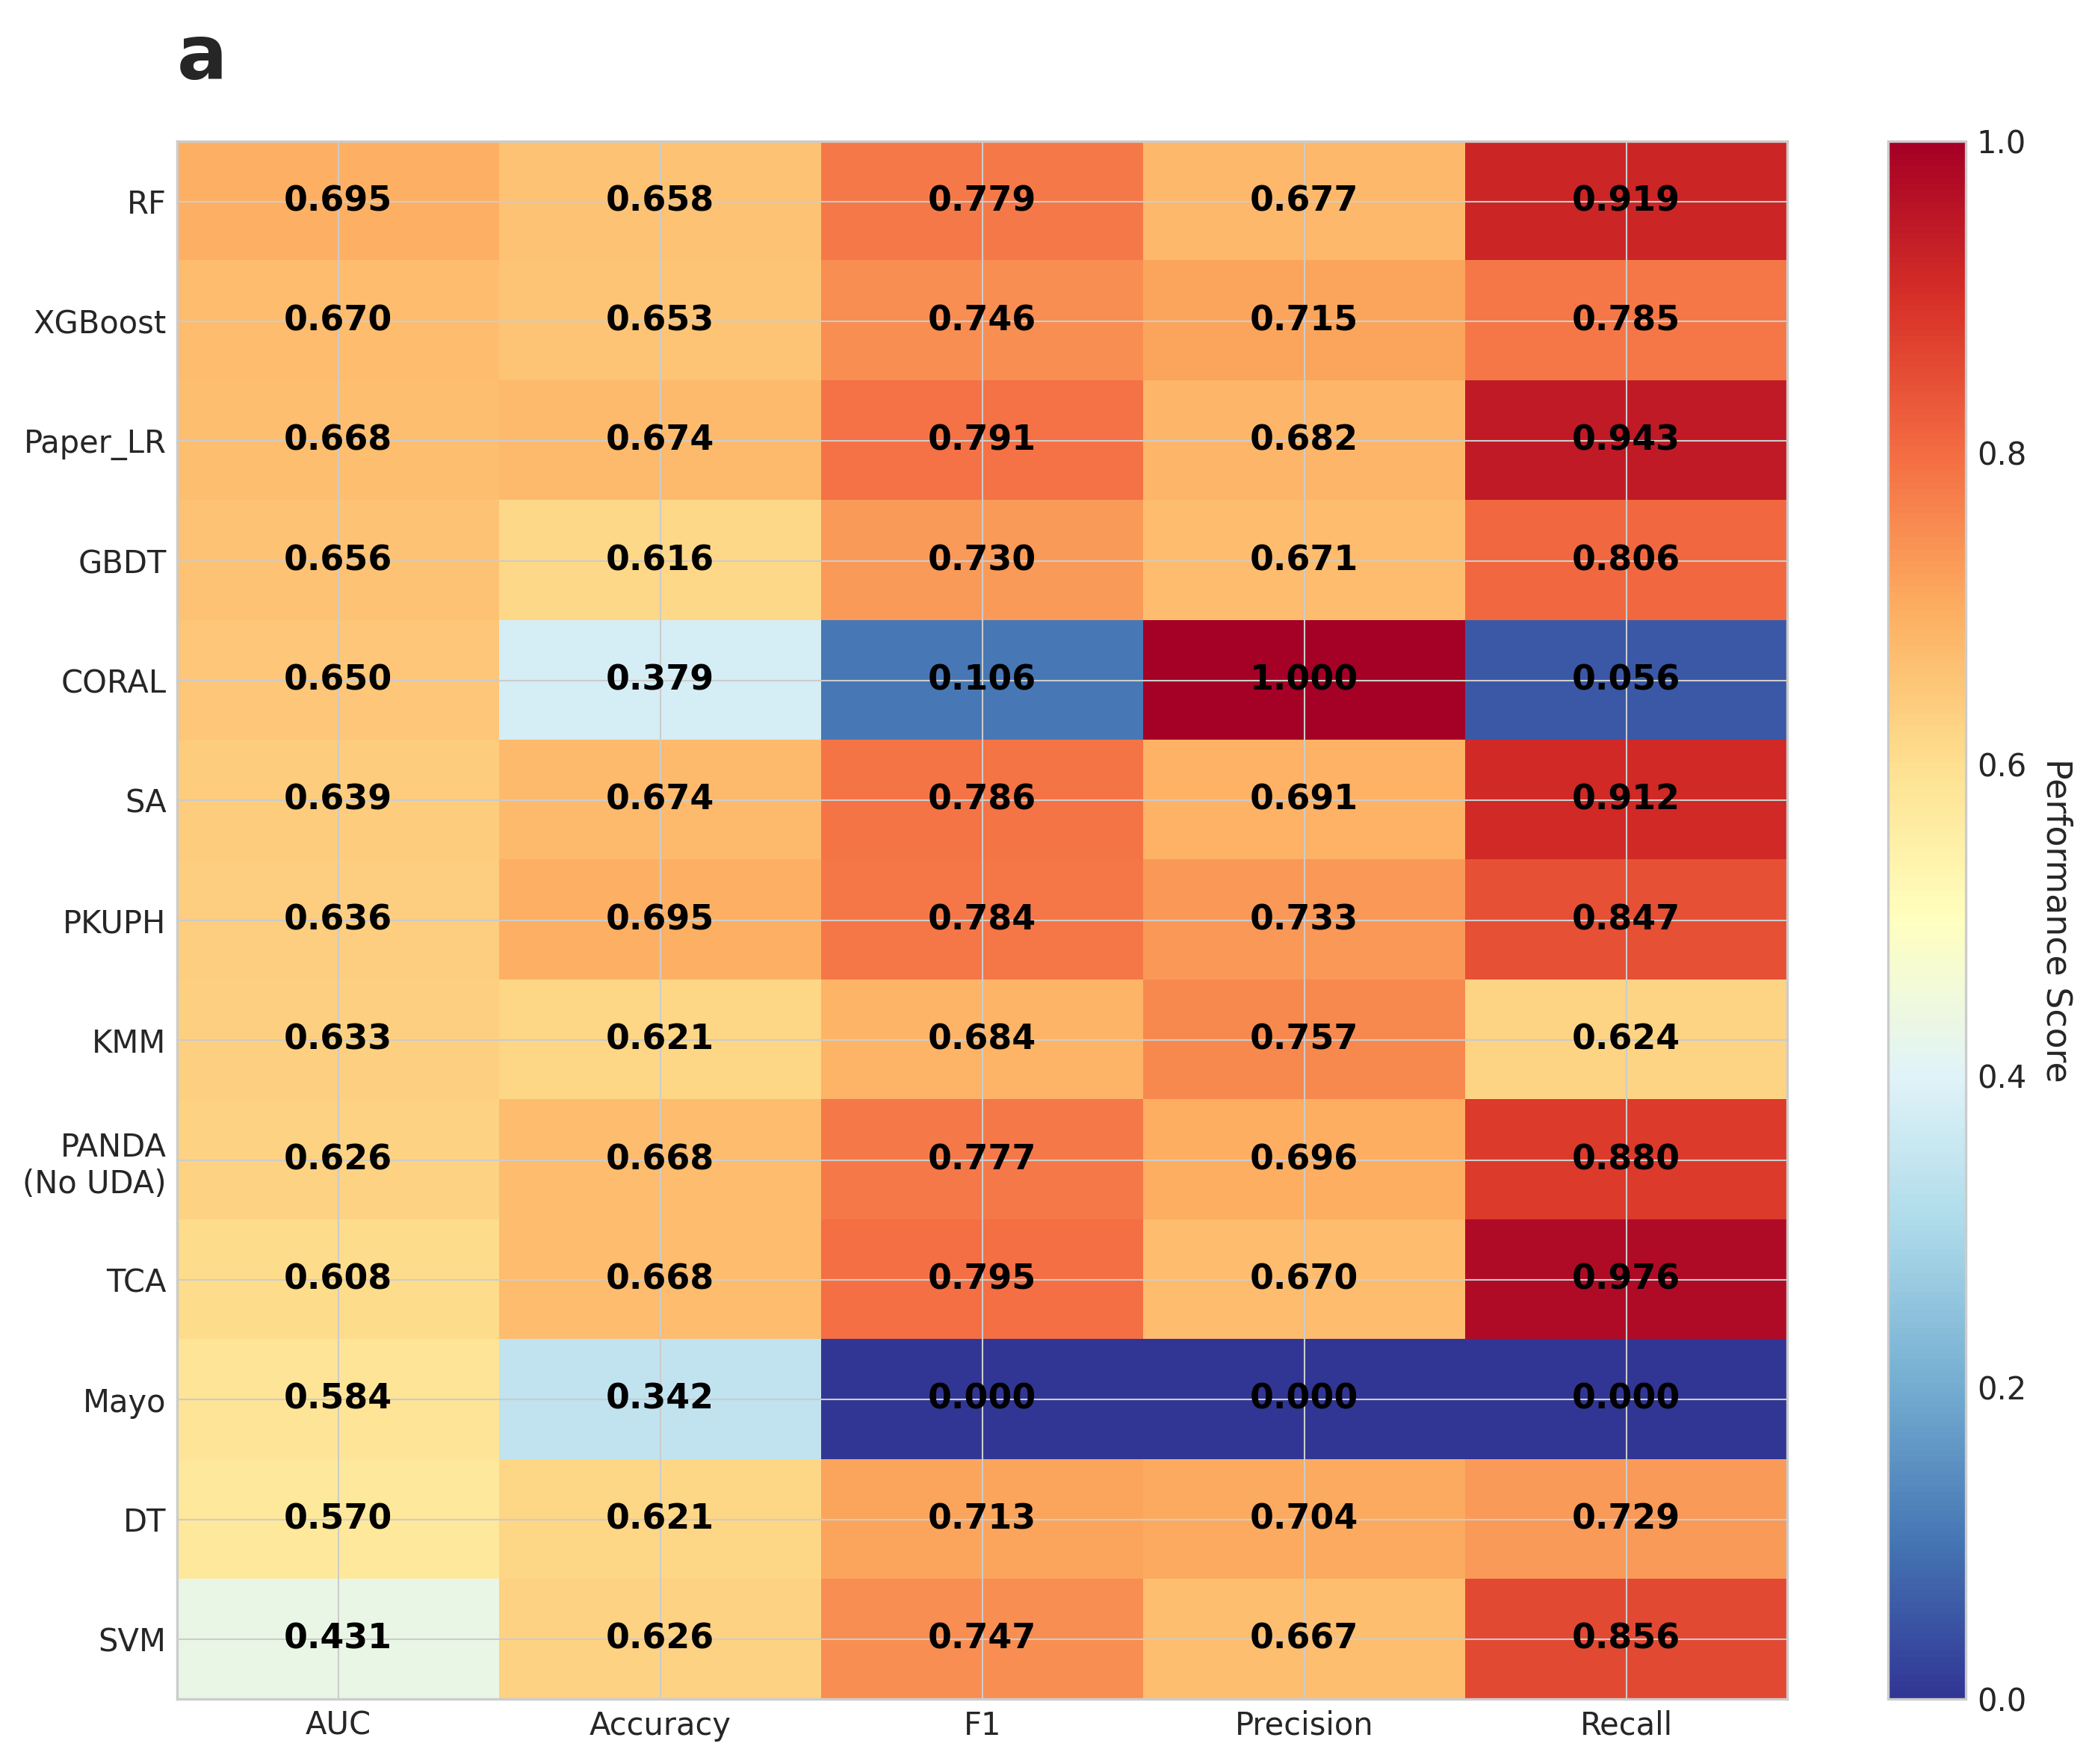 a
RF 0.695 0.658 0.779 0.677 0.919
XGBoost 0.670 0.653 0.746 0.715 0.785
Paper_LR 0.668 0.674 0.791 0.682 0.943
GBDT 0.656 0.616 0.730 0.671 0.806
CORAL 0.650 0.379 0.106 1.000 0.056
SA 0.639 0.674 0.786 0.691 0.912
PKUPH 0.636 0.695 0.784 0.733 0.847
KMM 0.633 0.621 0.684 0.757 0.624
PANDA
(No UDA) 0.626 0.668 0.777 0.696 0.880
TCA 0.608 0.668 0.795 0.670 0.976
Mayo 0.584 0.342 0.000 0.000 0.000
DT 0.570 0.621 0.713 0.704 0.729
SVM 0.431 0.626 0.747 0.667 0.856
AUC Accuracy F1 Precision Recall
1.0
0.8
0.6
0.4
0.2
0.0
Performance Score